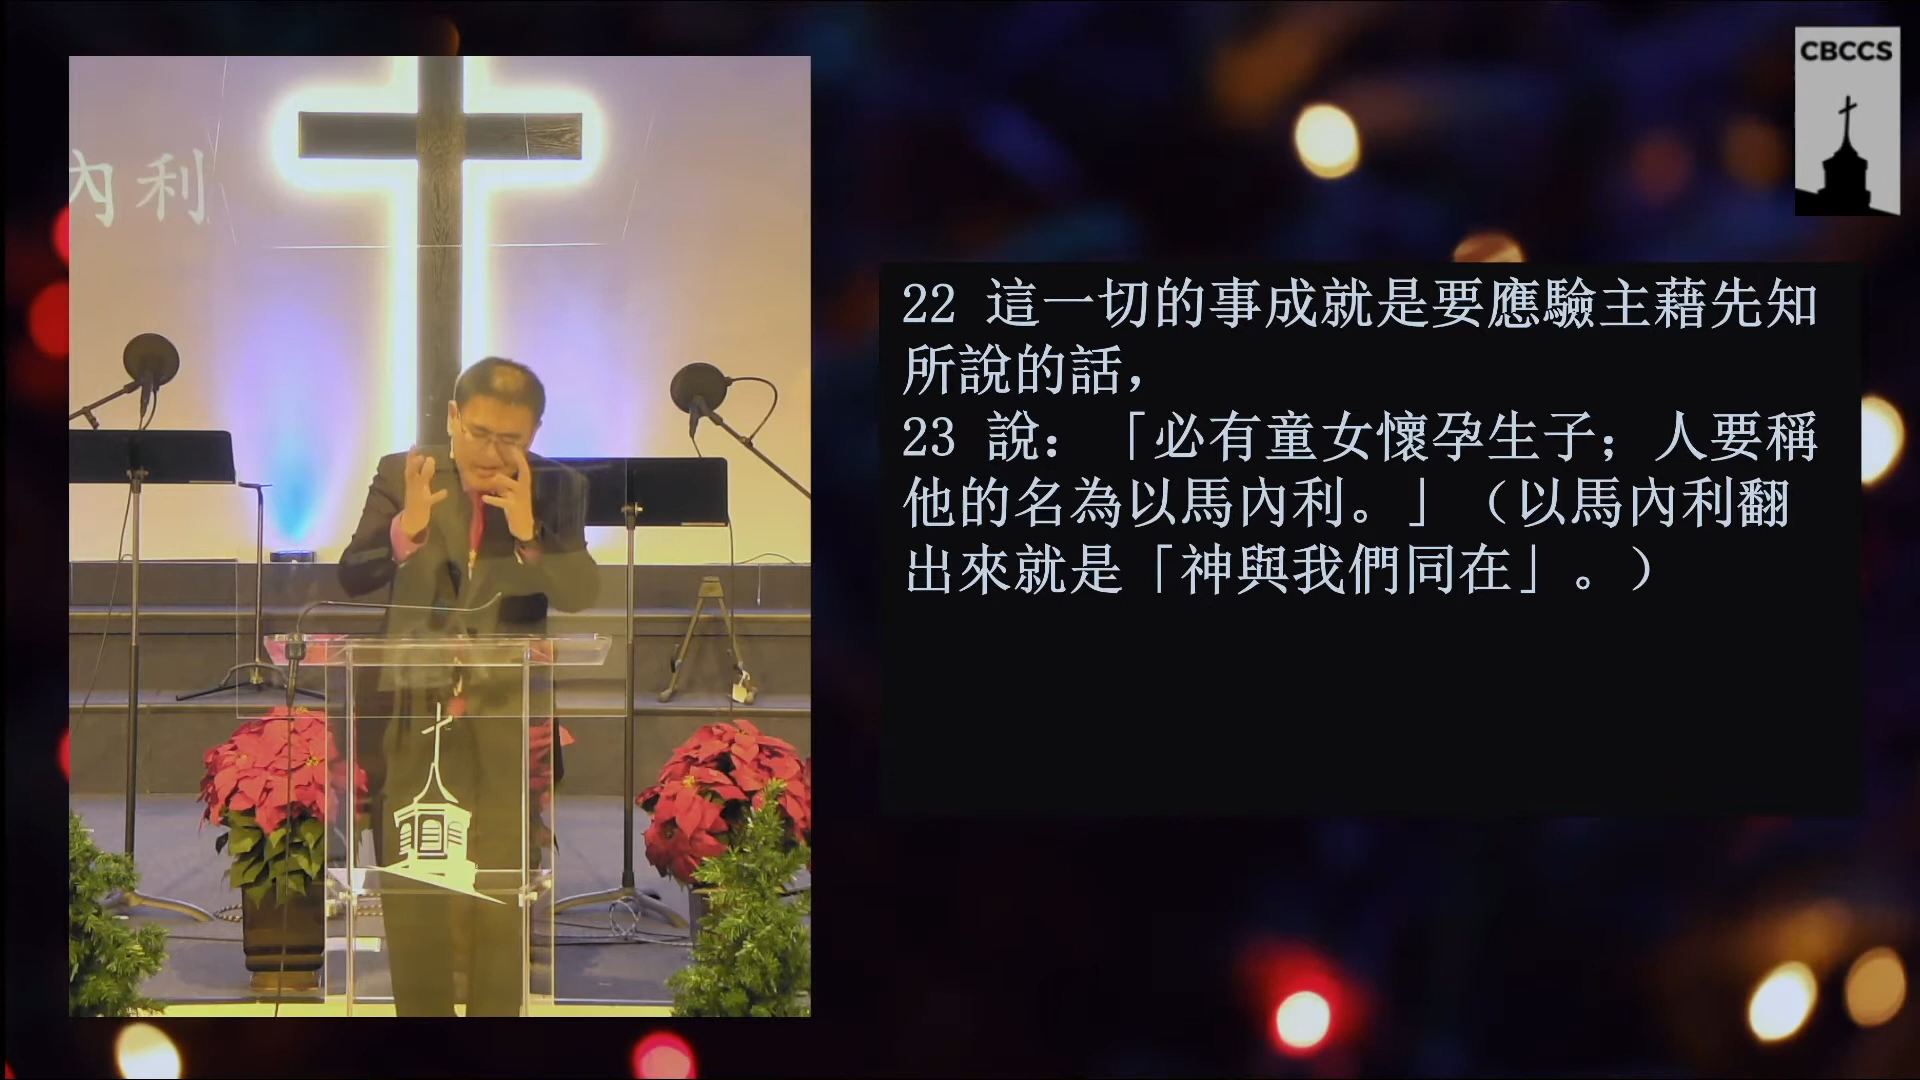 CBCCS
內利
22 這一切的事成就是要應驗主藉先知
所說的話，
23 說：「必有童女懷孕生子；人要稱
他的名為以馬內利。」（以馬內利翻
出來就是「神與我們同在」。）